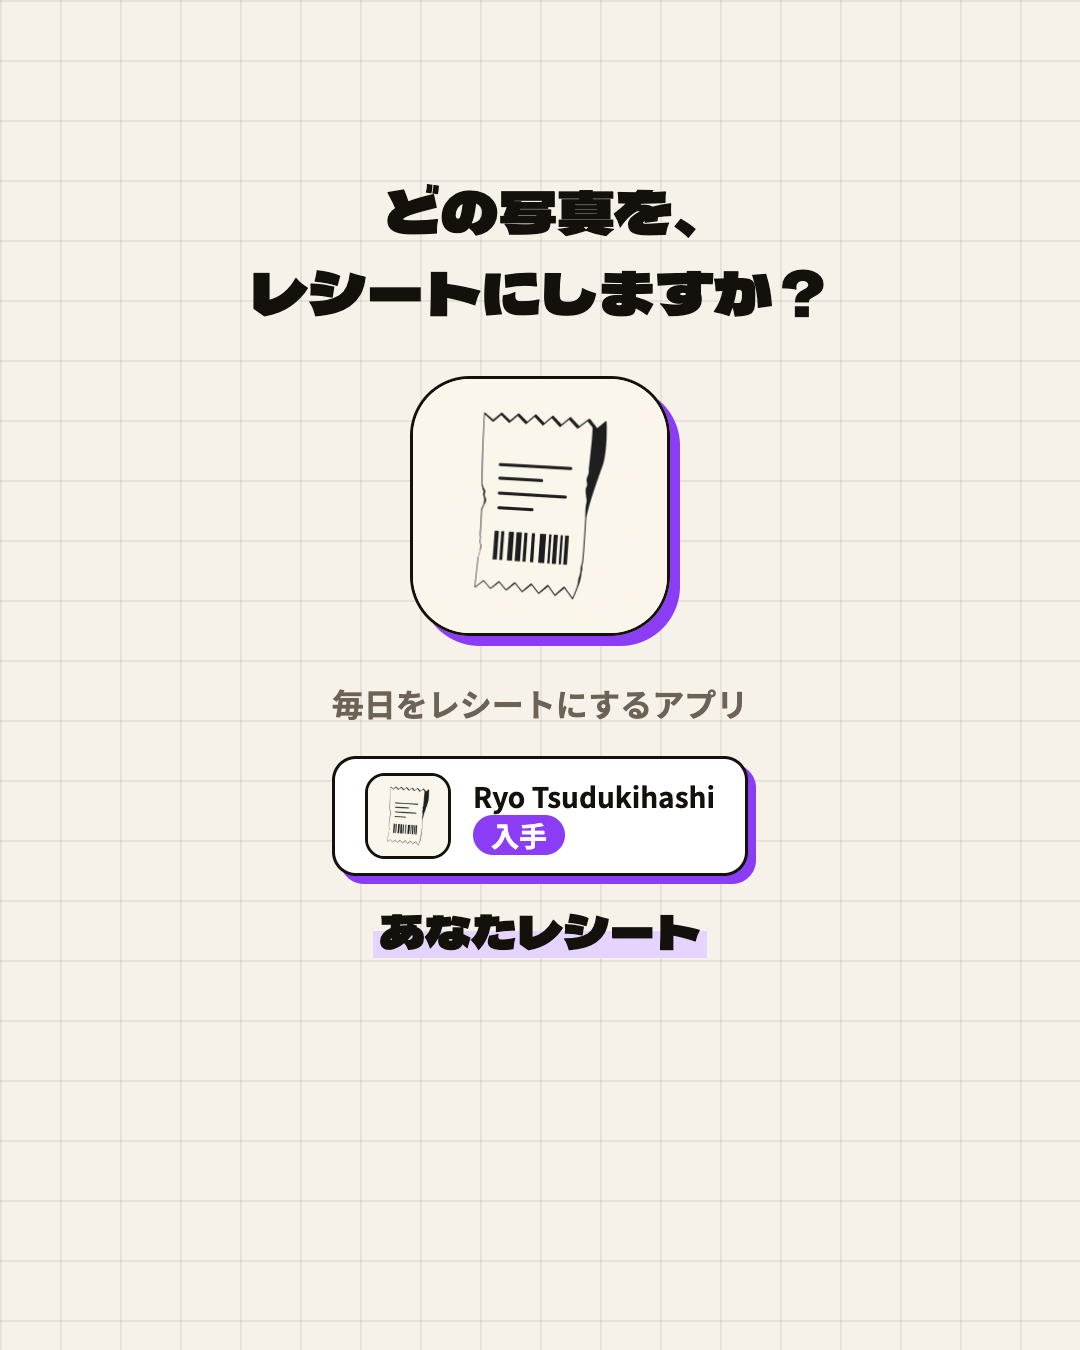 どの写真を、
レシートにしますか？
毎日をレシートにするアプリ
Ryo Tsudukihashi
入手
あなたレシート